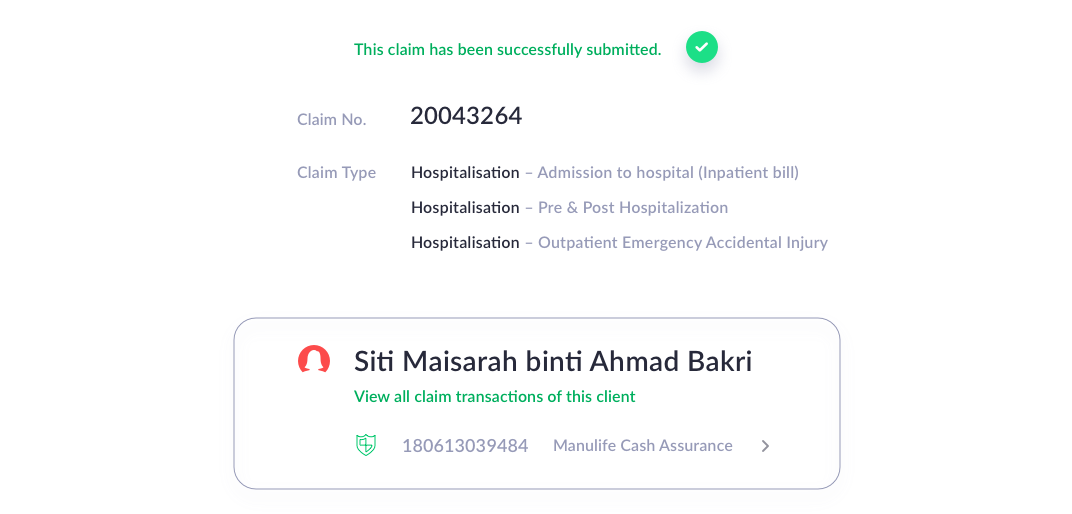 This claim has been successfully submitted.
Claim No. 20043264
Claim Type Hospitalisation – Admission to hospital (Inpatient bill)
Hospitalisation – Pre & Post Hospitalization
Hospitalisation – Outpatient Emergency Accidental Injury
Siti Maisarah binti Ahmad Bakri
View all claim transactions of this client
180613039484 Manulife Cash Assurance